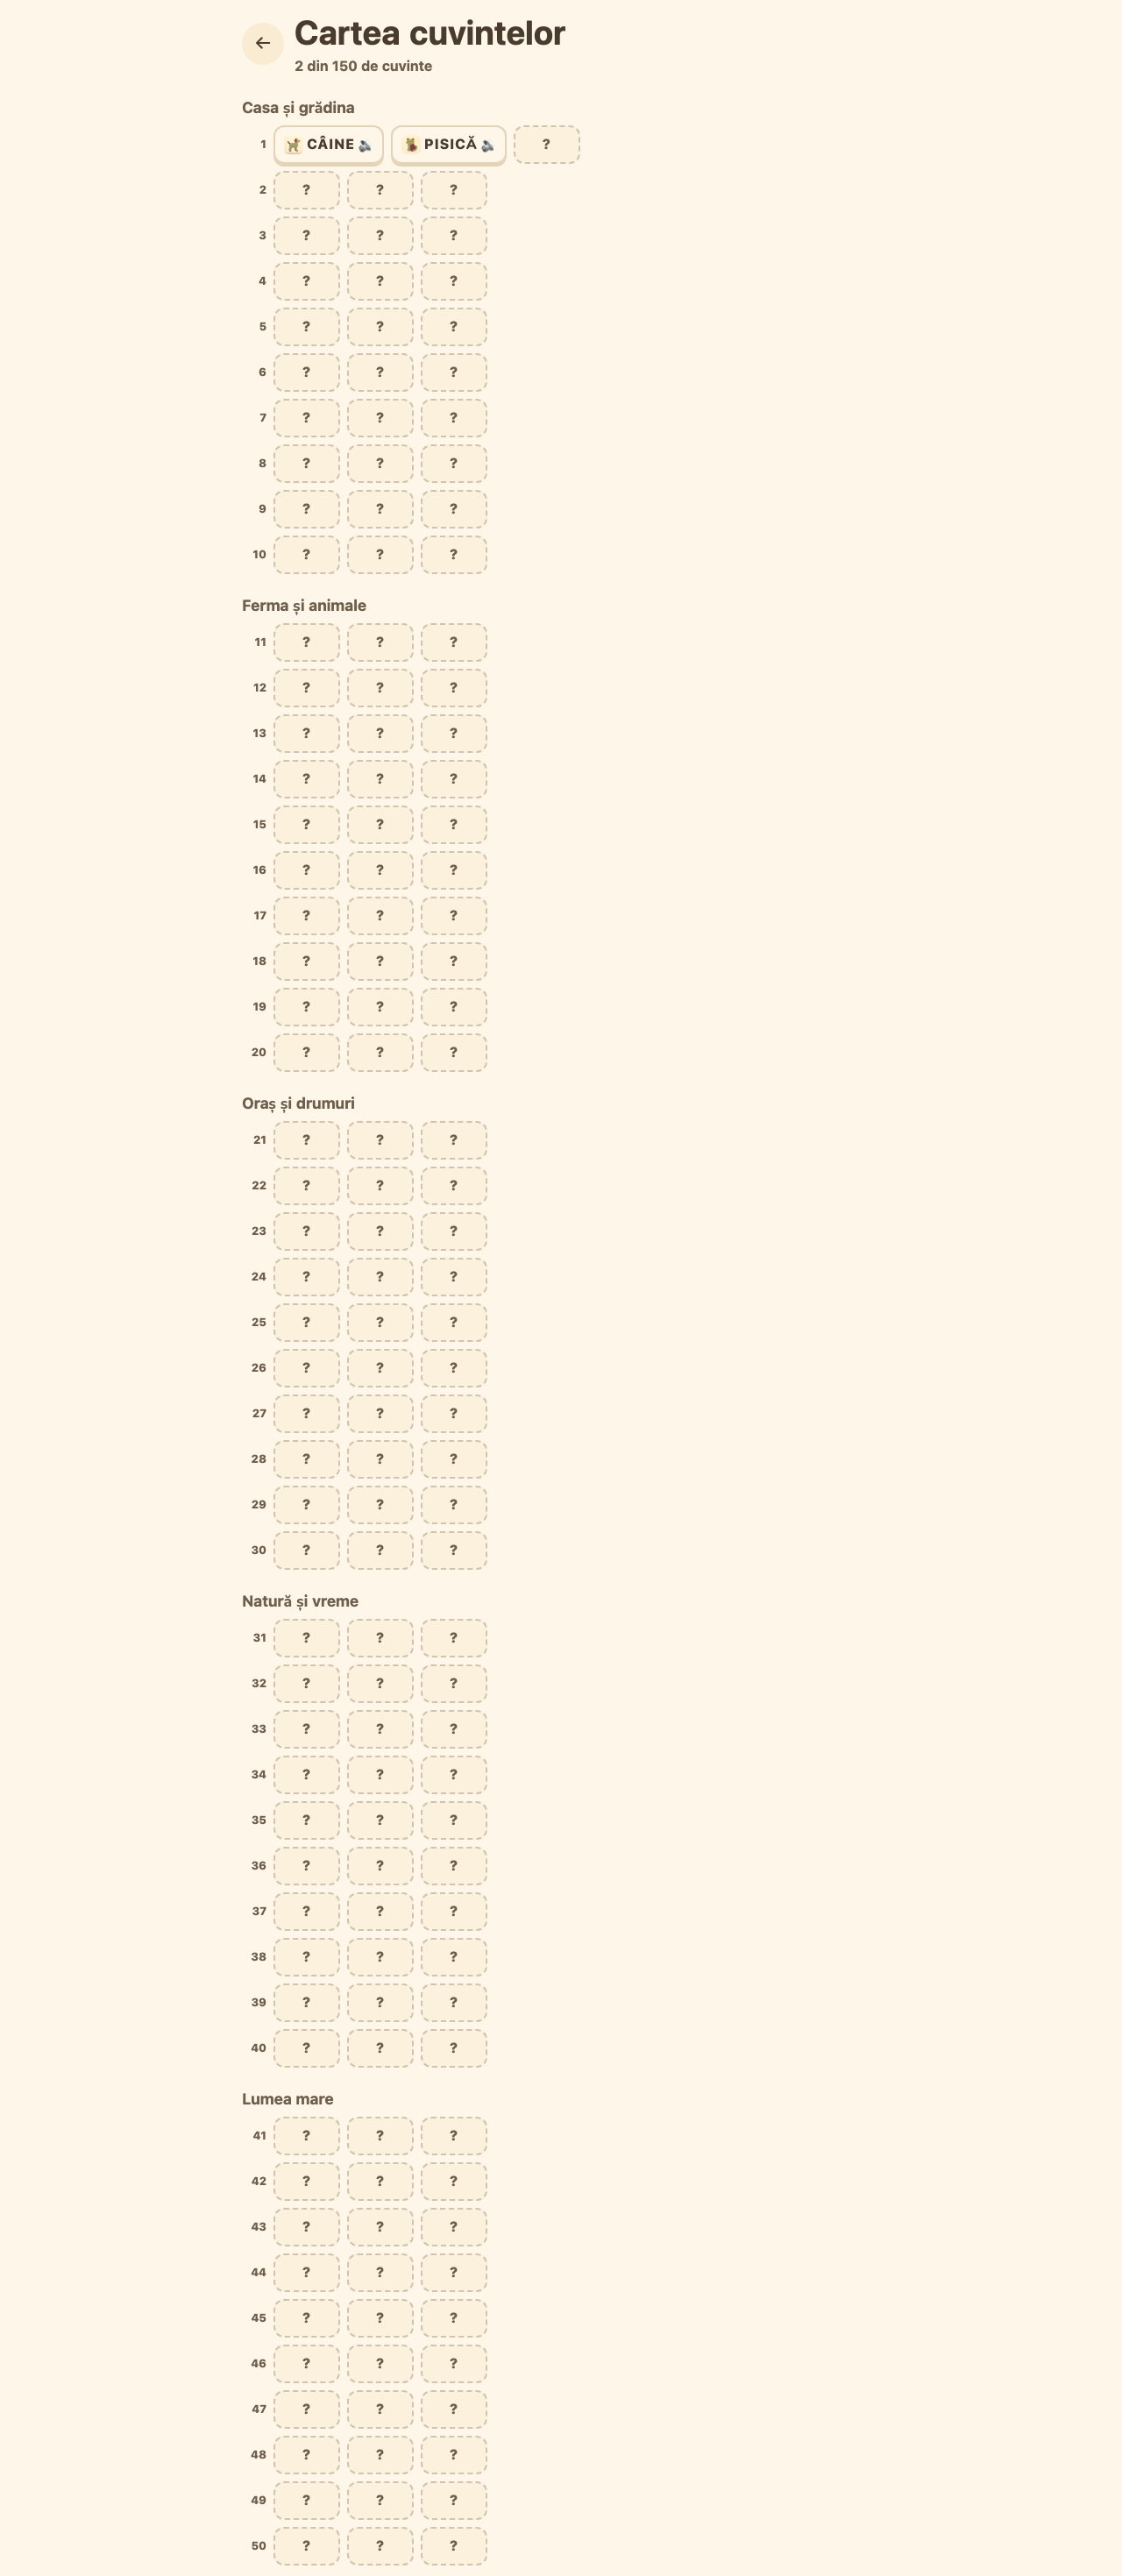 Cartea cuvintelor
2 din 150 de cuvinte
Casa și grădina
1 CÂINE PISICĂ ?
2 ? ? ?
3 ? ? ?
4 ? ? ?
5 ? ? ?
6 ? ? ?
7 ? ? ?
8 ? ? ?
9 ? ? ?
10 ? ? ?
Ferma și animale
11 ? ? ?
12 ? ? ?
13 ? ? ?
14 ? ? ?
15 ? ? ?
16 ? ? ?
17 ? ? ?
18 ? ? ?
19 ? ? ?
20 ? ? ?
Oraș și drumuri
21 ? ? ?
22 ? ? ?
23 ? ? ?
24 ? ? ?
25 ? ? ?
26 ? ? ?
27 ? ? ?
28 ? ? ?
29 ? ? ?
30 ? ? ?
Natură și vreme
31 ? ? ?
32 ? ? ?
33 ? ? ?
34 ? ? ?
35 ? ? ?
36 ? ? ?
37 ? ? ?
38 ? ? ?
39 ? ? ?
40 ? ? ?
Lumea mare
41 ? ? ?
42 ? ? ?
43 ? ? ?
44 ? ? ?
45 ? ? ?
46 ? ? ?
47 ? ? ?
48 ? ? ?
49 ? ? ?
50 ? ? ?